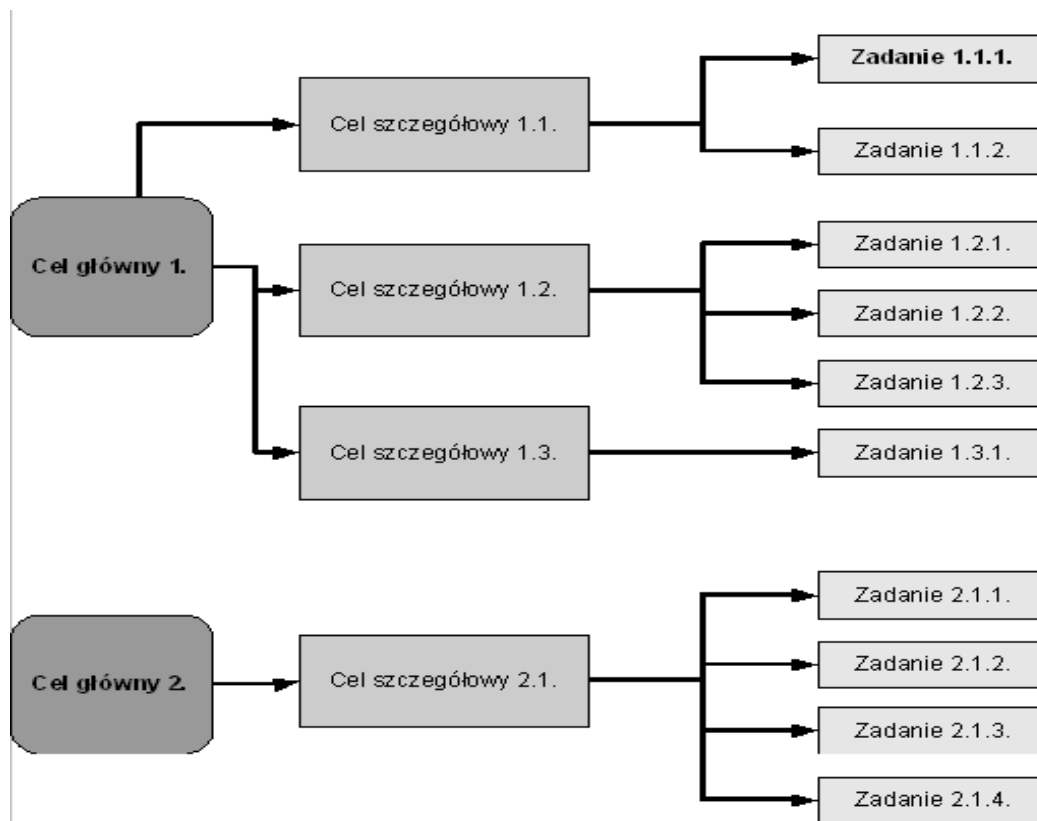 Zadanie 1.1.1.
Cel szczegółowy 1.1.
Zadanie 1.1.2.
Cel główny 1.
Zadanie 1.2.1.
Cel szczegółowy 1.2.
Zadanie 1.2.2.
Zadanie 1.2.3.
Cel szczegółowy 1.3.
Zadanie 1.3.1.
Zadanie 2.1.1.
Cel główny 2.
Cel szczegółowy 2.1.
Zadanie 2.1.2.
Zadanie 2.1.3.
Zadanie 2.1.4.